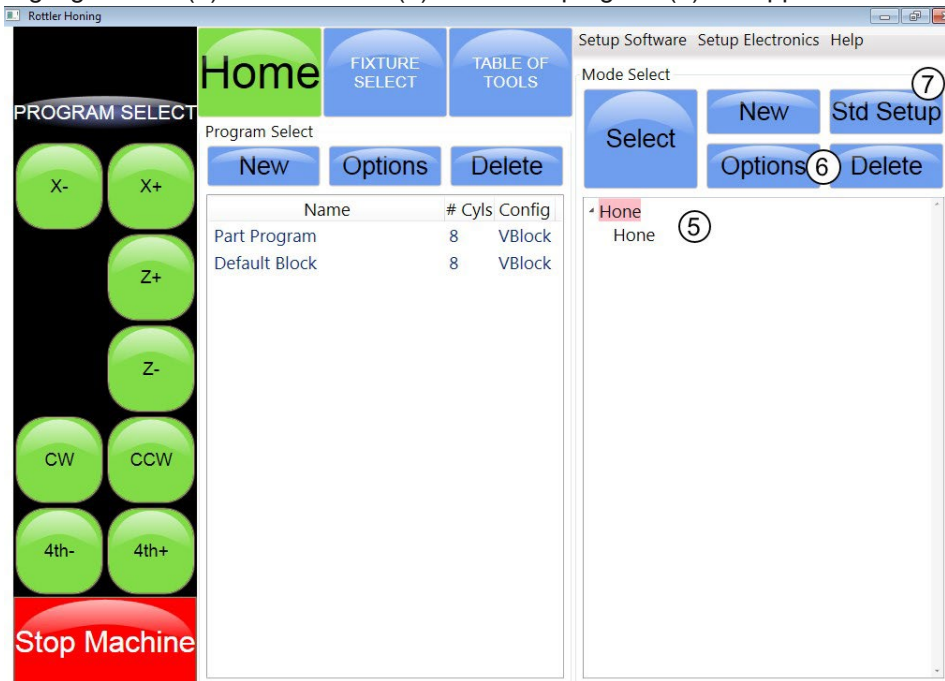 Rottler Honing
PROGRAM SELECT
X-
X+
Z+
Z-
CW
CCW
4th-
4th+
Stop Machine
Home
FIXTURE
SELECT
TABLE OF
TOOLS
Program Select
New Options Delete
Name # Cyls Config
Part Program 8 VBlock
Default Block 8 VBlock
Setup Software Setup Electronics Help
Mode Select
7
Select
New
Std Setup
Options
6
Delete
Hone
Hone
5